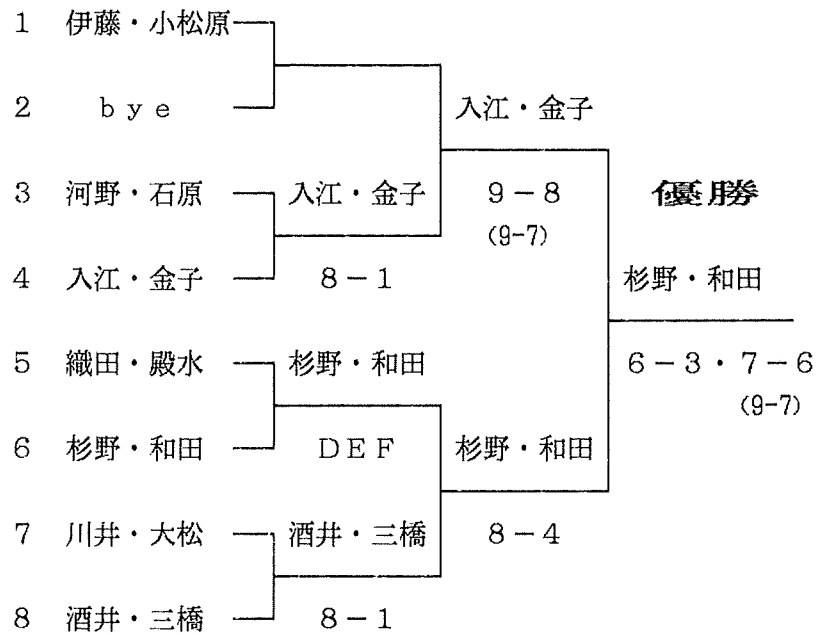 1 伊藤・小松原
2 bye 入江・金子
3 河野・石原 入江・金子 9－8 優勝
(9-7)
4 入江・金子 8－1 杉野・和田
5 織田・殿水 杉野・和田 6－3・7－6
(9-7)
6 杉野・和田 DEF 杉野・和田
7 川井・大松 酒井・三橋 8－4
8 酒井・三橋 8－1